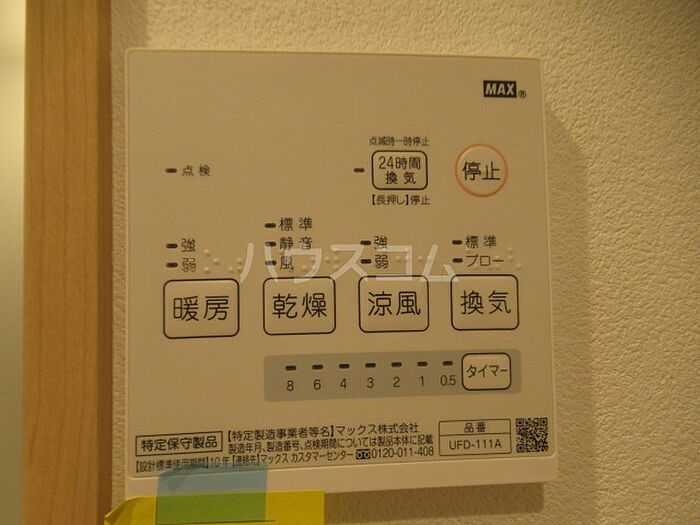 MAX®
点滅時一時停止
点検
24時間
換気
停止
【長押し】停止
標準
強
静音
強
標準
弱
風
弱
ブロー
ハウスコム
暖房
乾燥
涼風
換気
8 6 4 3 2 1 0.5
タイマー
特定保守製品
【特定製造事業者等名】マックス株式会社
製造年月、製造番号、点検期間については製品本体に記載
【設計標準使用期間】10年【連絡先】マックス カスタマーセンター 0120-011-408
品番
UFD-111A